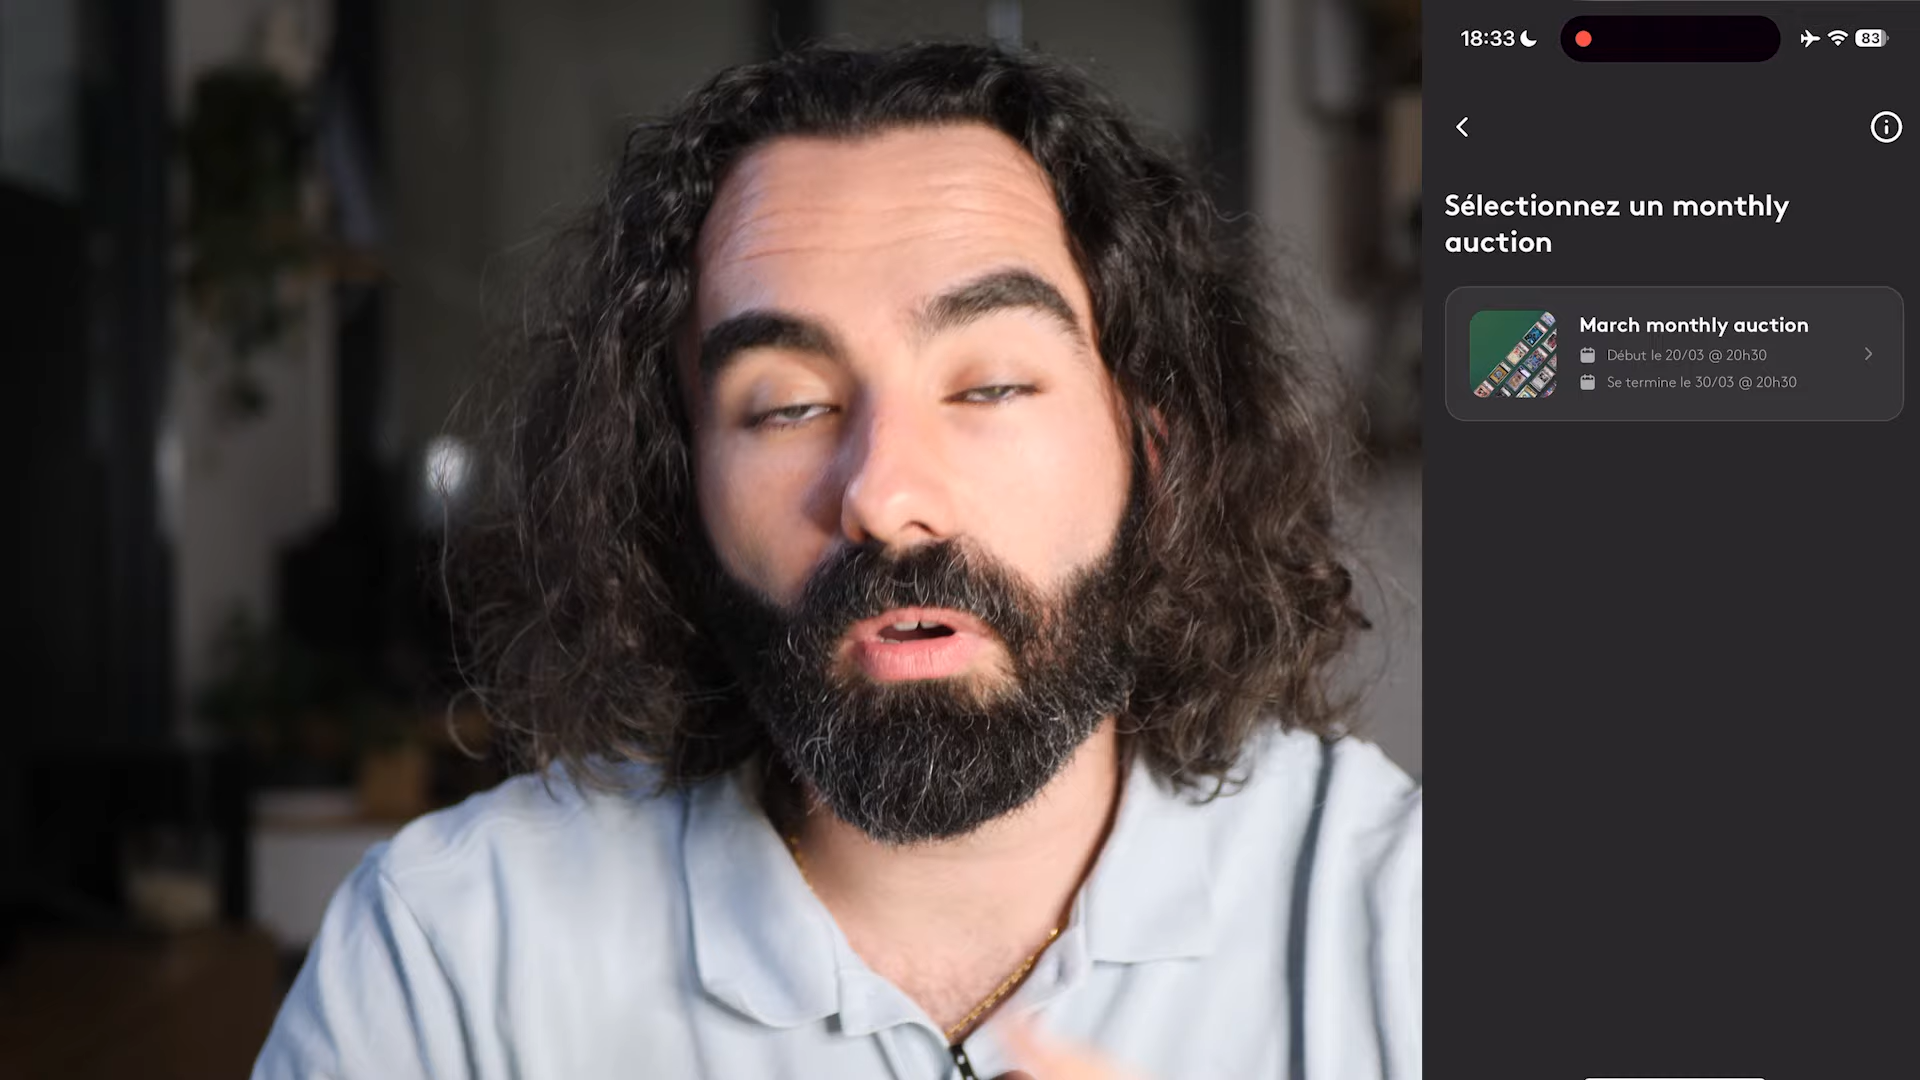 18:33
83
Sélectionnez un monthly
auction
March monthly auction
Début le 20/03 @ 20h30
Se termine le 30/03 @ 20h30